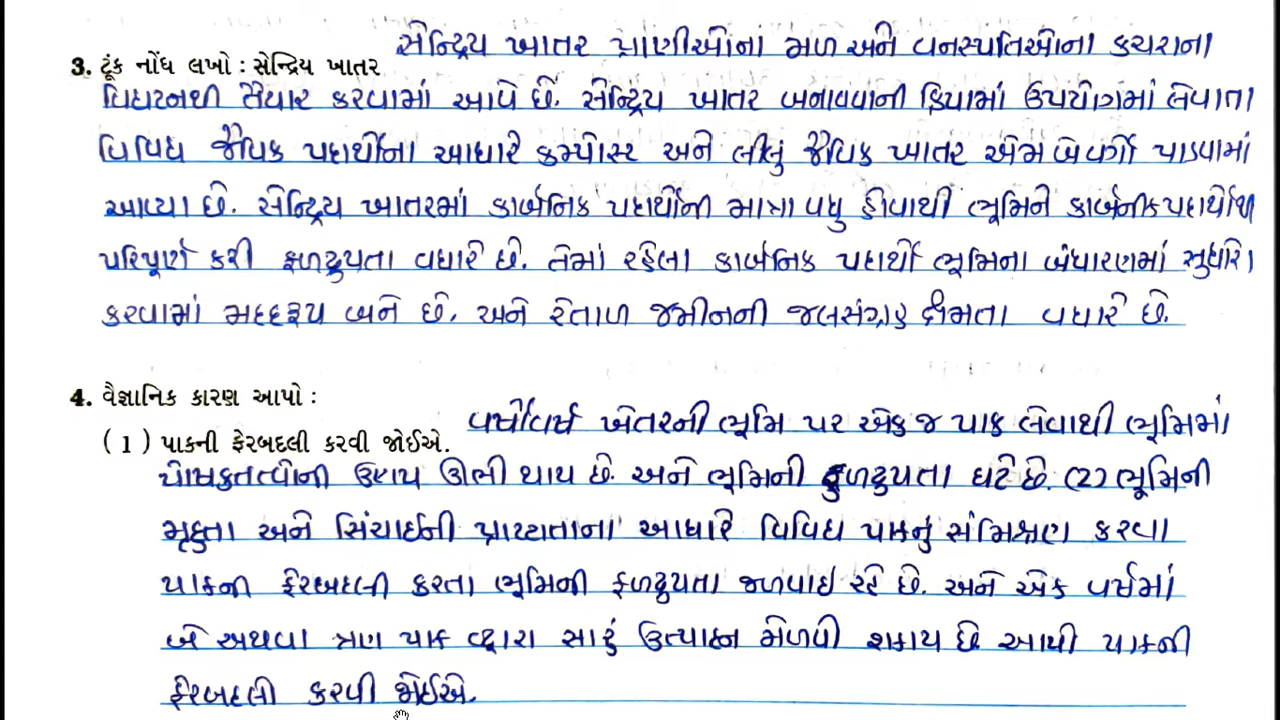 સેન્દ્રિય ખાતર પ્રાણીઓનાં મળ અને વનસ્પતિઓના કચરાના
3. ટૂંક નોંધ લખો : સેન્દ્રિય ખાતર
વિઘટનથી તૈયાર કરવામાં આવે છે. સેન્દ્રિય ખાતર બનાવવાની ક્રિયામાં ઉપયોગમાં લેવાતા
વિવિધ જૈવિક પદાર્થોના આધારે કમ્પોસ્ટ અને લીલું જૈવિક ખાતર એમ બે વર્ગો પાડવામાં
આવ્યા છે. સેન્દ્રિય ખાતરમાં કાર્બનિક પદાર્થોની માત્રા વધુ હોવાથી ભૂમિને કાર્બનીક પદાર્થોથી
પરિપૂર્ણ કરી ફળદ્રુપતા વધારે છે. તેમાં રહેલા કાર્બનિક પદાર્થો ભૂમિના બંધારણમાં સુધારો
કરવામાં મદદરૂપ બને છે. અને રેતાળ જમીનની જલસંગ્રહ ક્ષમતા વધારે છે.
4. વૈજ્ઞાનિક કારણ આપો :
વર્ષોવર્ષ ખેતરની ભૂમિ પર એક જ પાક લેવાથી ભૂમિમાં
( 1 ) પાકની ફેરબદલી કરવી જોઈએ.
પોષકતત્વોની ઉણપ ઊભી થાય છે. અને ભૂમિની ફળદ્રુપતા ઘટે છે. (2) ભૂમિની
મૃદુતા અને સિંચાઈની પ્રાપ્યતાના આધારે વિવિધ પાકનું સંમિશ્રણ કરવા
પાકની ફેરબદલી કરતા ભૂમિની ફળદ્રુપતા જળવાઇ રહે છે. અને એક વર્ષમાં
બે અથવા ત્રણ પાક વ્દારા સારું ઉત્પાદન મેળવી શકાય છે આથી પાકની
ફેરબદલી કરવી જોઈએ.